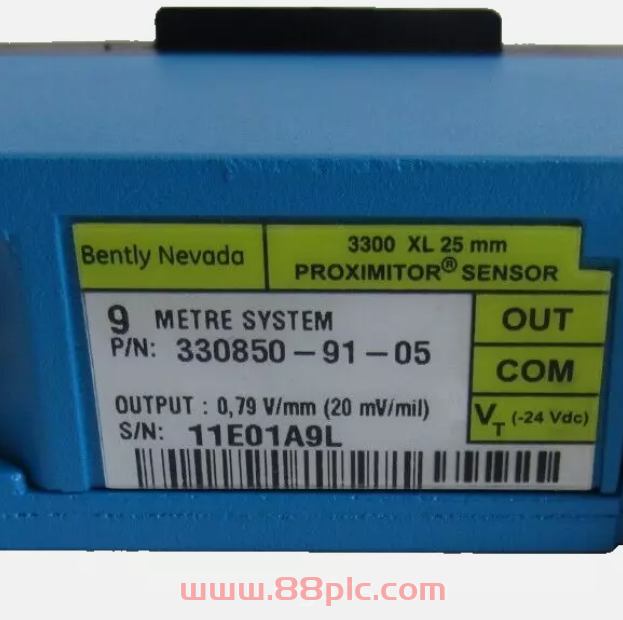 Bently Nevada
3300 XL 25 mm
PROXIMITOR® SENSOR
9 METRE SYSTEM
P/N: 330850-91-05
OUTPUT : 0,79 V/mm (20 mV/mil)
S/N: 11E01A9L
OUT
COM
VT (-24 Vdc)
www.88plc.com